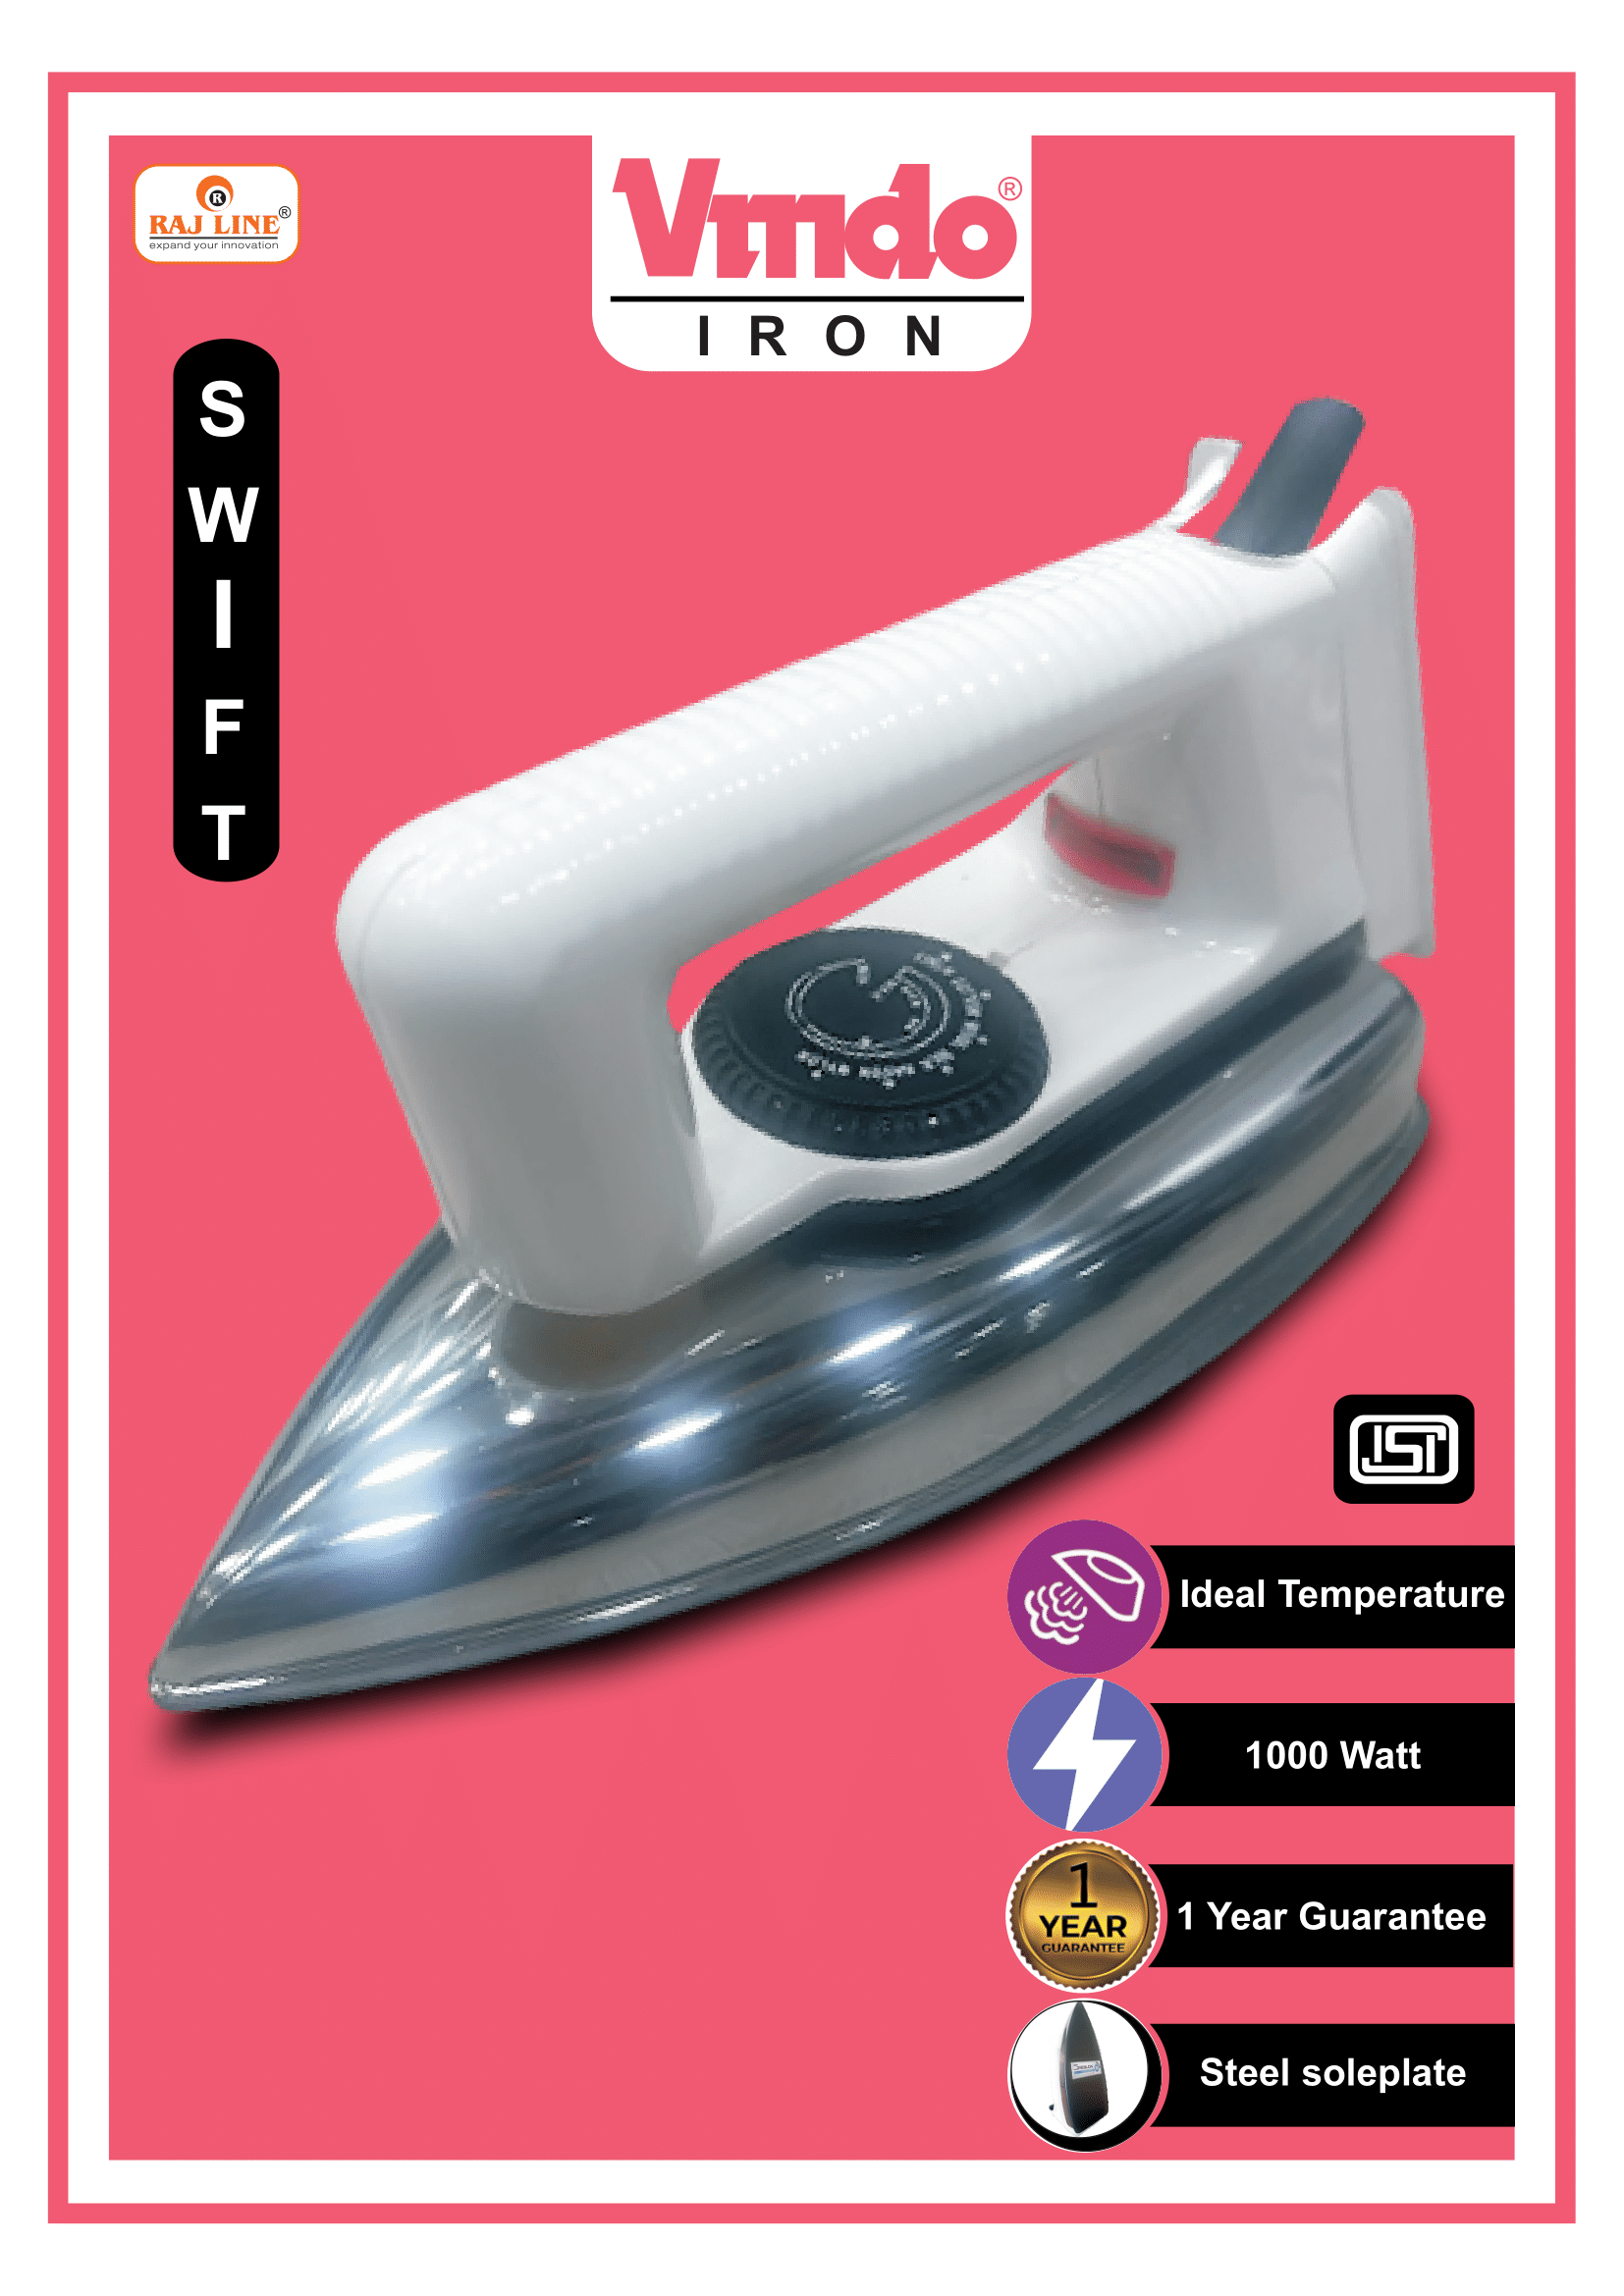 RAJ LINE®
expand your innovation
Vmdo®
IRON
SWIFT
ISI
Ideal Temperature
1000 Watt
1
YEAR
GUARANTEE
1 Year Guarantee
Steel soleplate